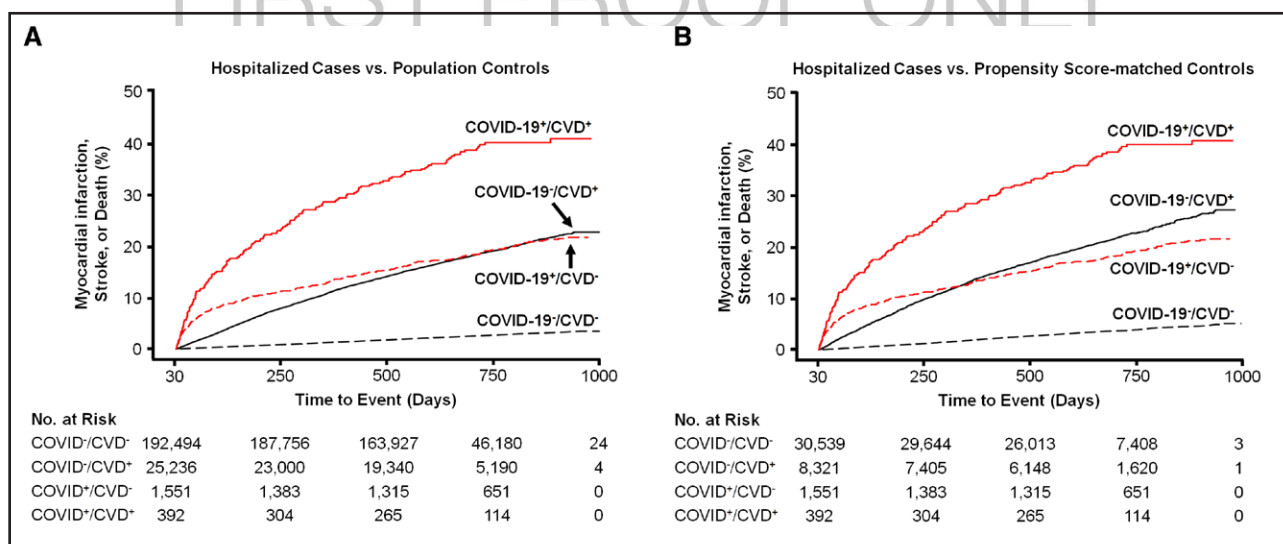 FIRST PROOF ONLY
A
Hospitalized Cases vs. Population Controls
Myocardial infarction,
Stroke, or Death (%)
50
40
30
20
10
0
COVID-19⁺/CVD⁺
COVID-19⁻/CVD⁺
COVID-19⁺/CVD⁻
COVID-19⁻/CVD⁻
30 250 500 750 1000
Time to Event (Days)
No. at Risk
COVID⁻/CVD⁻ 192,494 187,756 163,927 46,180 24
COVID⁻/CVD⁺ 25,236 23,000 19,340 5,190 4
COVID⁺/CVD⁻ 1,551 1,383 1,315 651 0
COVID⁺/CVD⁺ 392 304 265 114 0
B
Hospitalized Cases vs. Propensity Score-matched Controls
Myocardial infarction,
Stroke, or Death (%)
50
40
30
20
10
0
COVID-19⁺/CVD⁺
COVID-19⁻/CVD⁺
COVID-19⁺/CVD⁻
COVID-19⁻/CVD⁻
30 250 500 750 1000
Time to Event (Days)
No. at Risk
COVID⁻/CVD⁻ 30,539 29,644 26,013 7,408 3
COVID⁻/CVD⁺ 8,321 7,405 6,148 1,620 1
COVID⁺/CVD⁻ 1,551 1,383 1,315 651 0
COVID⁺/CVD⁺ 392 304 265 114 0